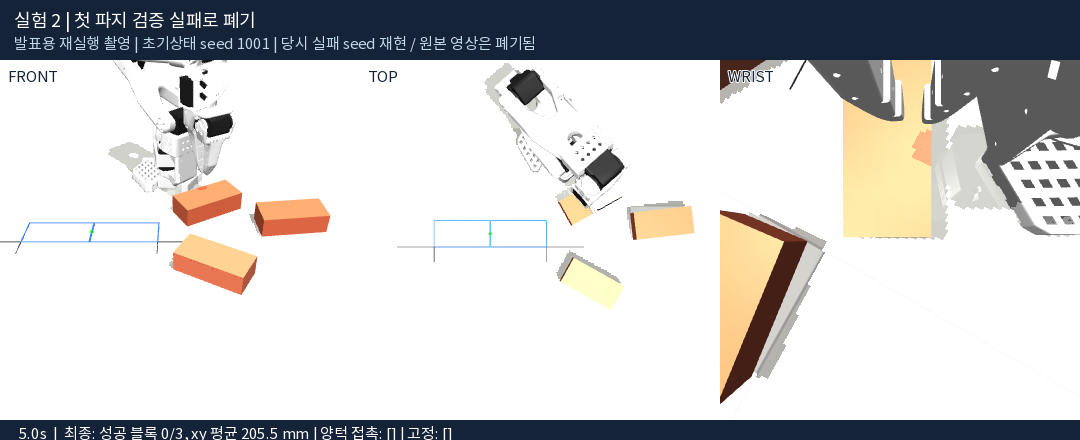 실험 2 | 첫 파지 검증 실패로 폐기
발표용 재실행 촬영 | 초기상태 seed 1001 | 당시 실패 seed 재현 / 원본 영상은 폐기됨
FRONT
TOP
WRIST
5.0s | 최종: 성공 블록 0/3, xy 평균 205.5 mm | 양턱 접촉: [] | 고정: []